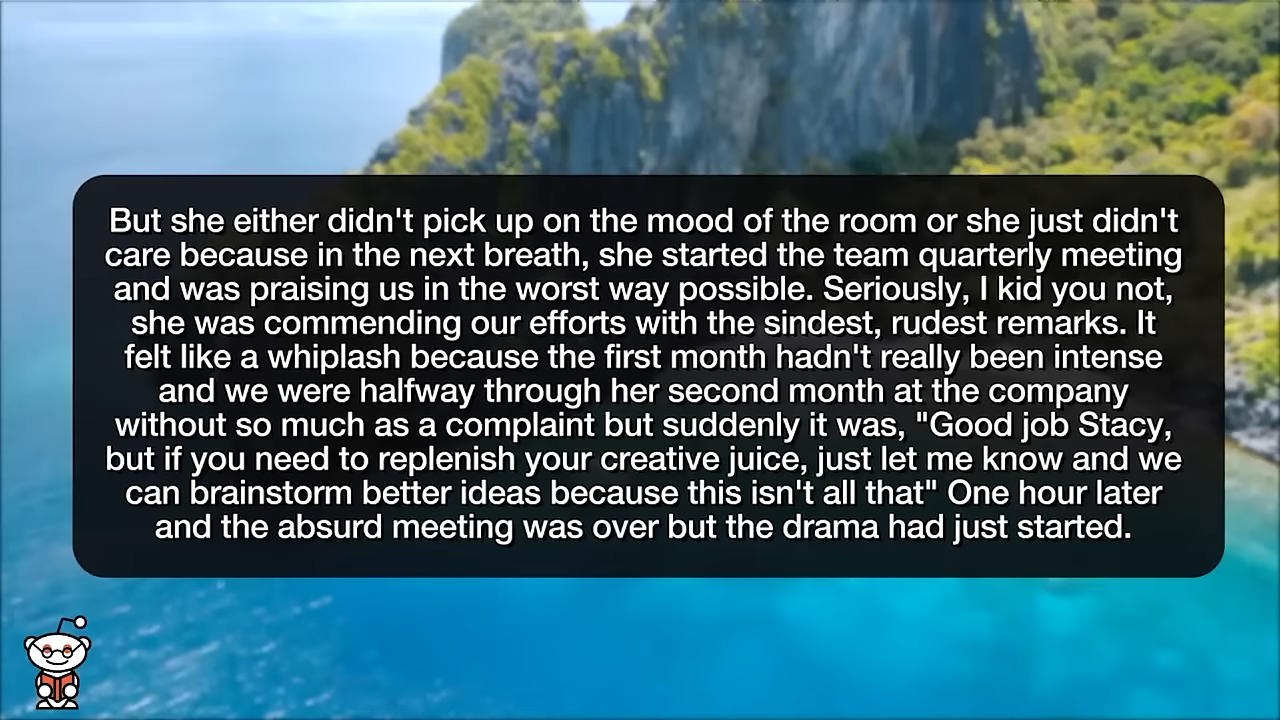 But she either didn't pick up on the mood of the room or she just didn't
care because in the next breath, she started the team quarterly meeting
and was praising us in the worst way possible. Seriously, I kid you not,
she was commending our efforts with the sindest, rudest remarks. It
felt like a whiplash because the first month hadn't really been intense
and we were halfway through her second month at the company
without so much as a complaint but suddenly it was, "Good job Stacy,
but if you need to replenish your creative juice, just let me know and we
can brainstorm better ideas because this isn't all that" One hour later
and the absurd meeting was over but the drama had just started.